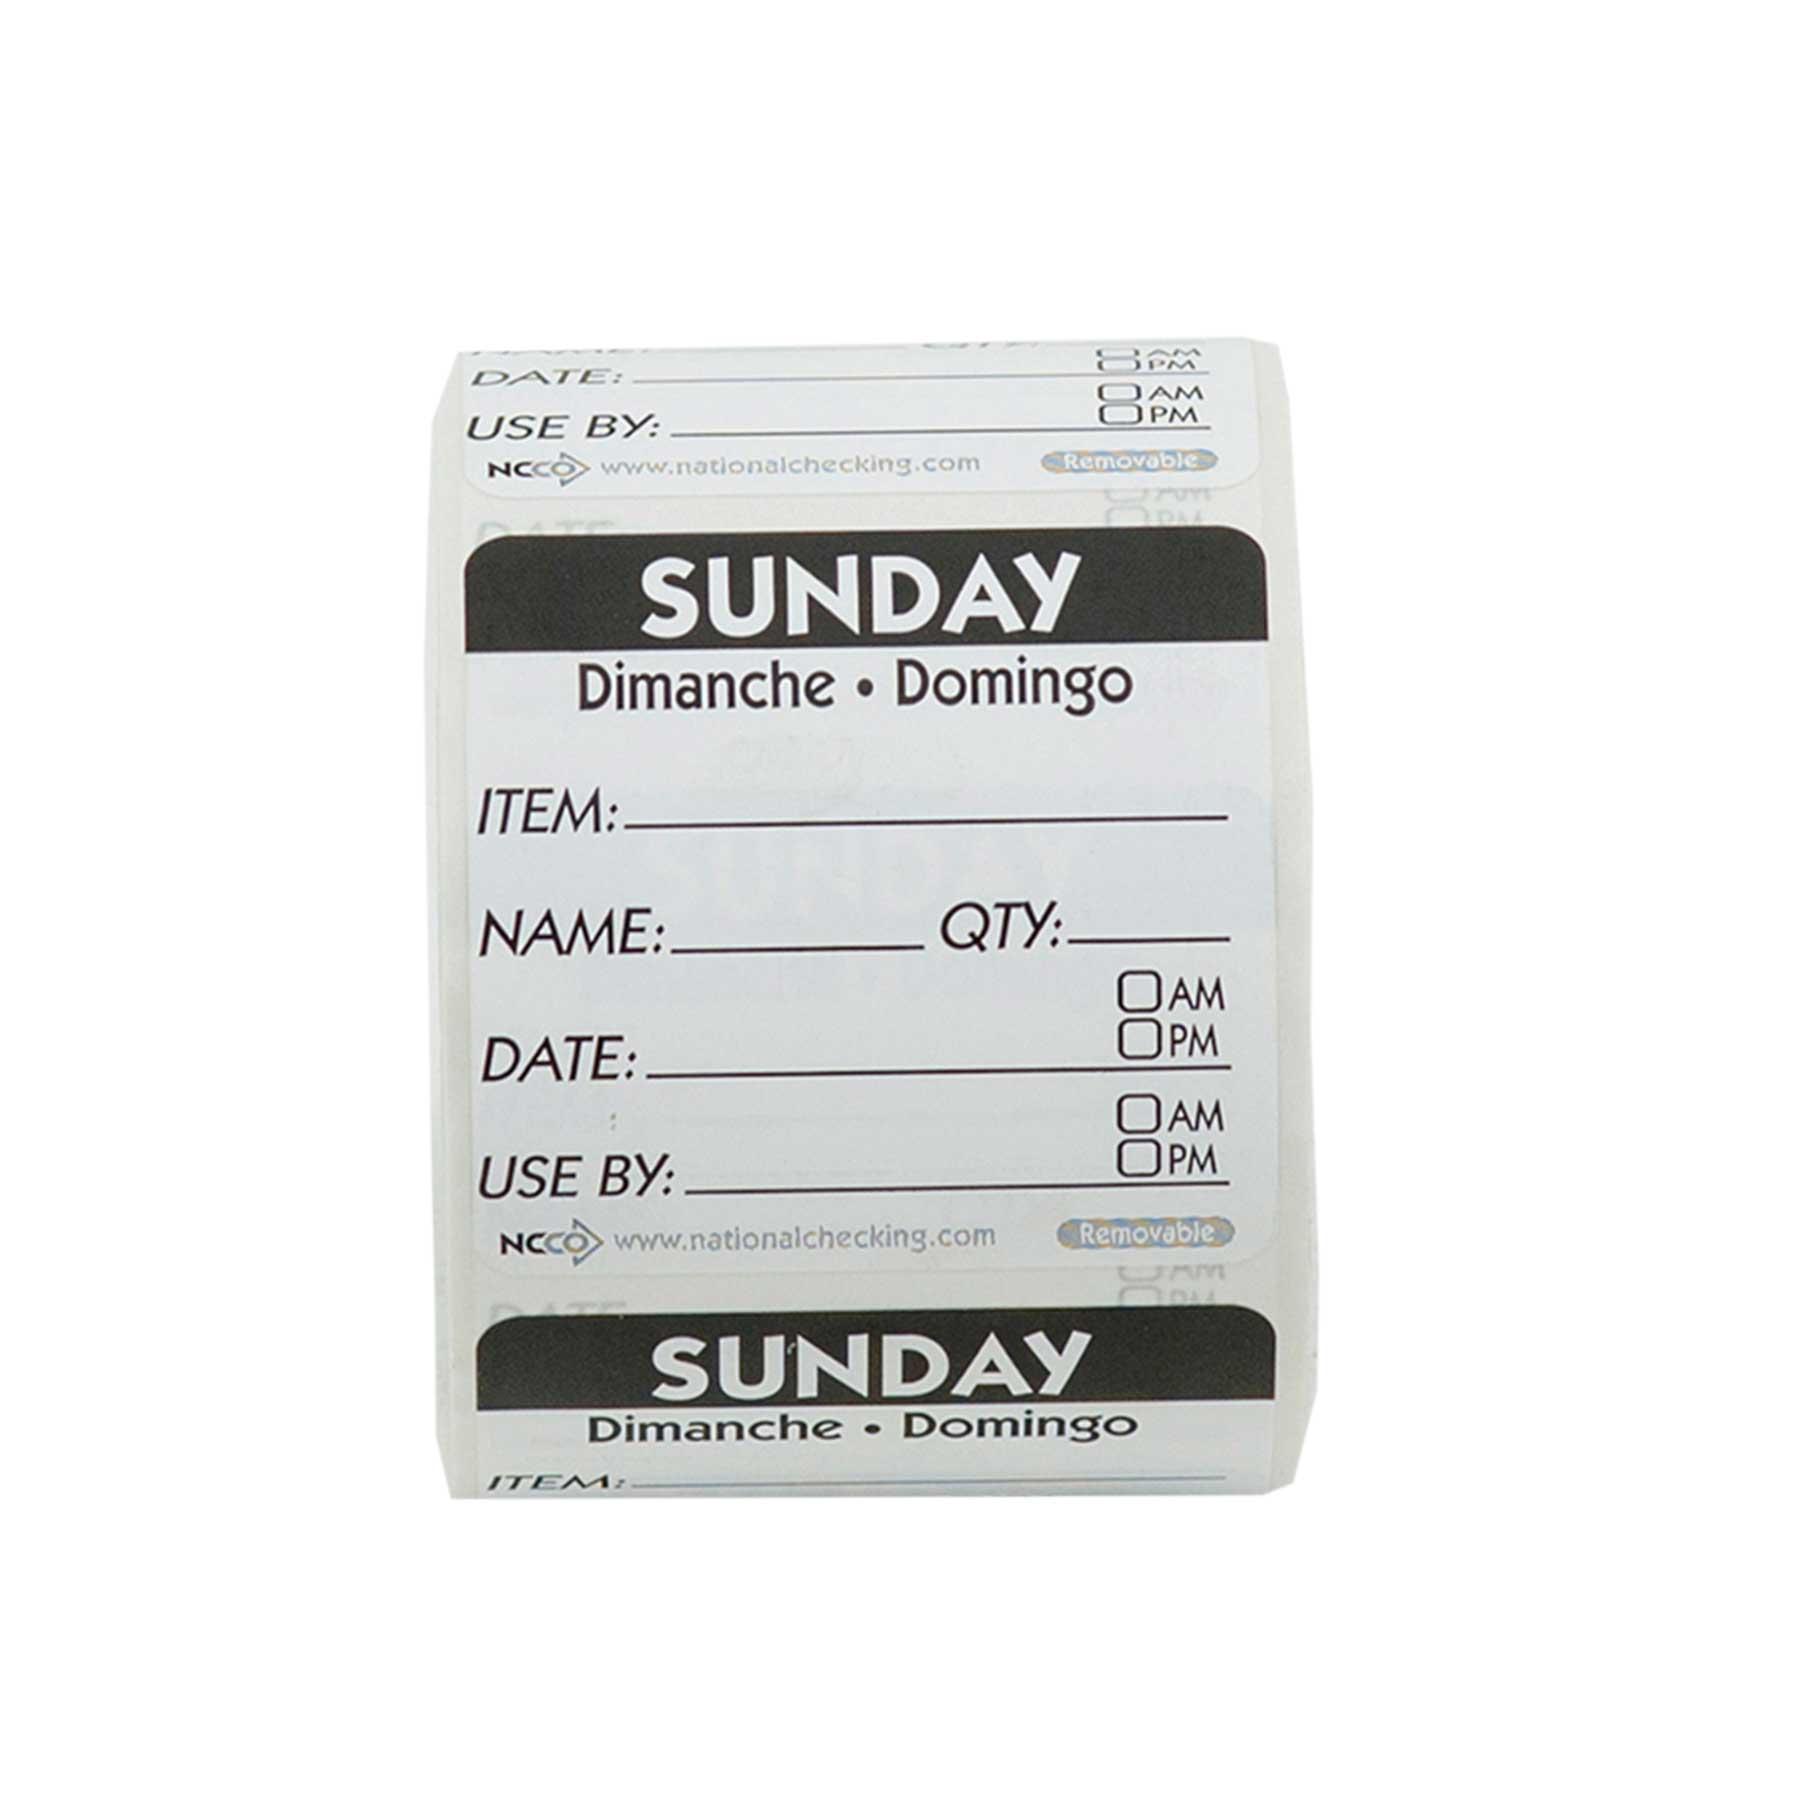 AM
DATE: PM
AM
USE BY: PM
NCCO www.nationalchecking.com Removable
SUNDAY
Dimanche • Domingo
ITEM:
NAME: QTY:
AM
DATE: PM
AM
USE BY: PM
NCCO www.nationalchecking.com Removable
SUNDAY
Dimanche • Domingo
ITEM: